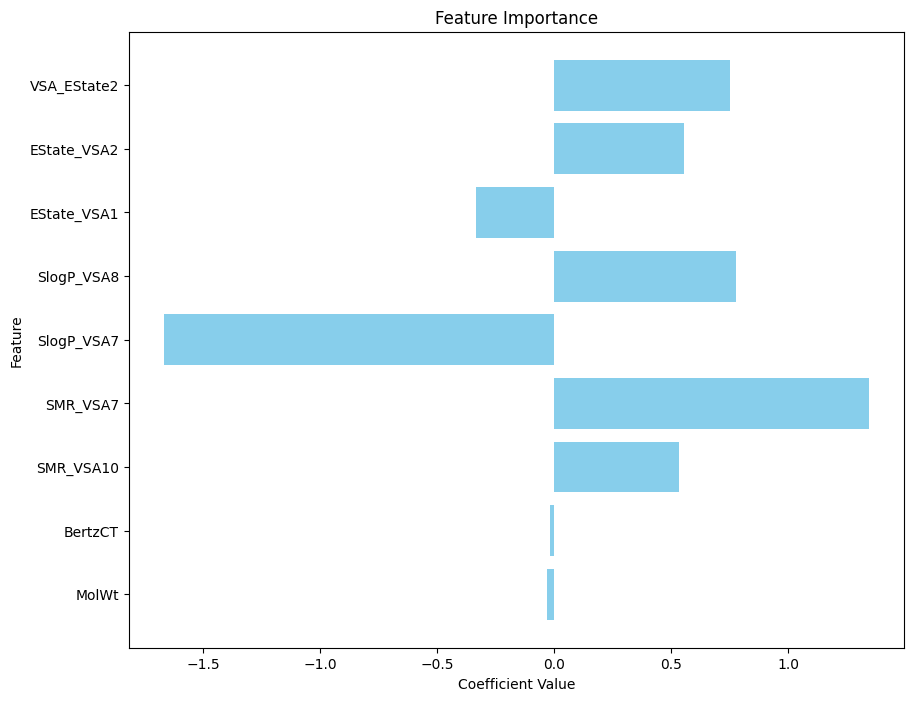 Feature Importance
VSA_EState2
EState_VSA2
EState_VSA1
SlogP_VSA8
SlogP_VSA7
SMR_VSA7
SMR_VSA10
BertzCT
MolWt
Feature
−1.5 −1.0 −0.5 0.0 0.5 1.0
Coefficient Value